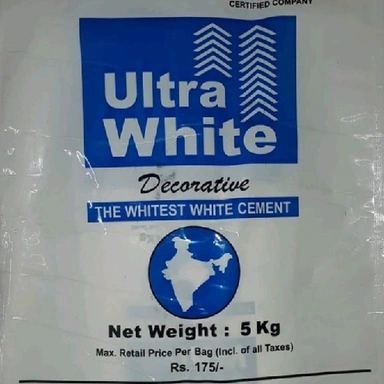 CERTIFIED COMPANY
Ultra
White
Decorative
THE WHITEST WHITE CEMENT
Net Weight : 5 Kg
Max. Retail Price Per Bag (Incl. of all Taxes)
Rs. 175/-